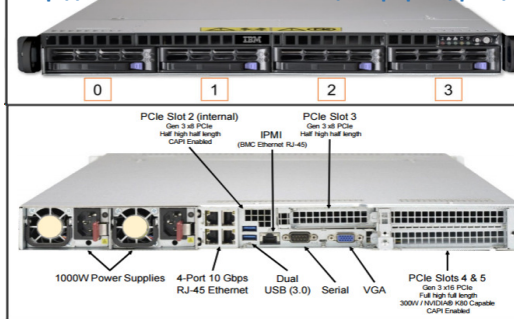 IBM
0 1 2 3
PCIe Slot 2 (internal)
Gen 3 x8 PCIe
Half high half length
CAPI Enabled
IPMI
(BMC Ethernet RJ-45)
PCIe Slot 3
Gen 3 x8 PCIe
Half high half length
1000W Power Supplies
4-Port 10 Gbps
RJ-45 Ethernet
Dual
USB (3.0)
Serial
VGA
PCIe Slots 4 & 5
Gen 3 x16 PCIe
Full high full length
300W / NVIDIA® K80 Capable
CAPI Enabled